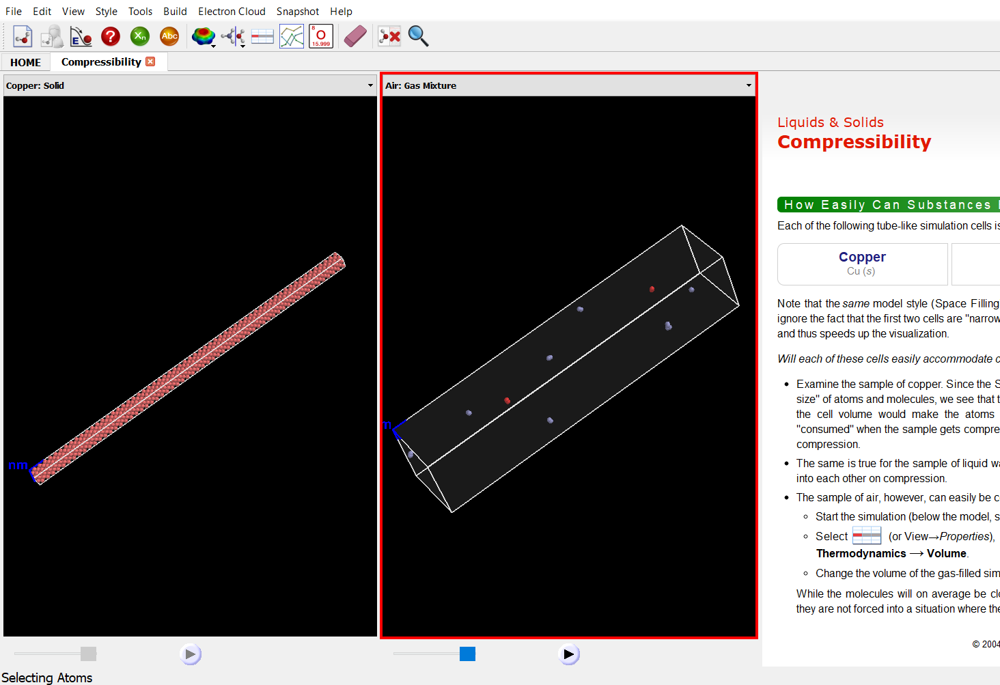 File Edit View Style Tools Build Electron Cloud Snapshot Help
E ? Xn Abc 8 O 15.999
HOME Compressibility
Copper: Solid
Air: Gas Mixture
nm
m
Liquids & Solids
Compressibility
How Easily Can Substances
Each of the following tube-like simulation cells is
Copper
Cu (s)
Note that the same model style (Space Filling
ignore the fact that the first two cells are "narrow
and thus speeds up the visualization.
Will each of these cells easily accommodate c
• Examine the sample of copper. Since the S
size" of atoms and molecules, we see that t
the cell volume would make the atoms
"consumed" when the sample gets compre
compression.
• The same is true for the sample of liquid wa
into each other on compression.
• The sample of air, however, can easily be c
◦ Start the simulation (below the model, s
◦ Select (or View→Properties),
Thermodynamics → Volume.
◦ Change the volume of the gas-filled sim
While the molecules will on average be clo
they are not forced into a situation where the
© 2004
Selecting Atoms